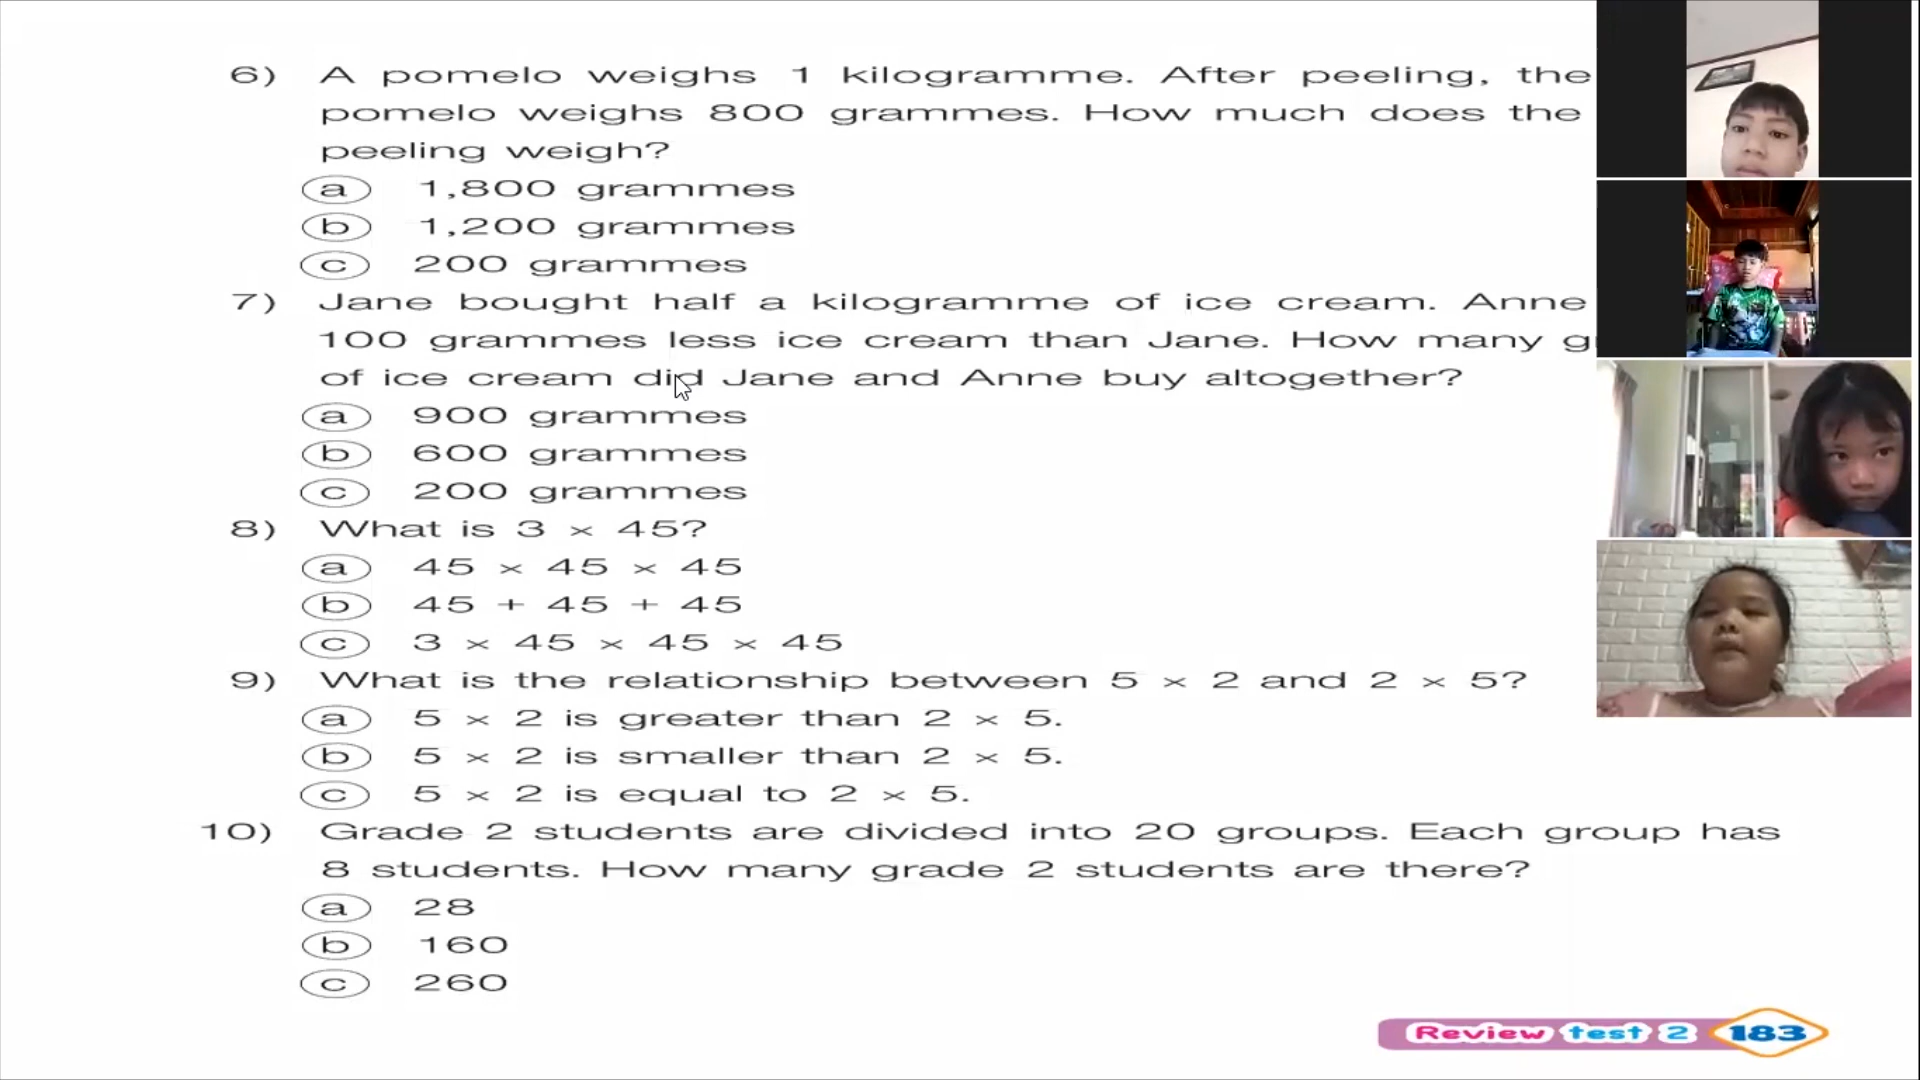 6) A pomelo weighs 1 kilogramme. After peeling, the
pomelo weighs 800 grammes. How much does the
peeling weigh?
a 1,800 grammes
b 1,200 grammes
c 200 grammes
7) Jane bought half a kilogramme of ice cream. Anne
100 grammes less ice cream than Jane. How many
of ice cream did Jane and Anne buy altogether?
a 900 grammes
b 600 grammes
c 200 grammes
8) What is 3 × 45?
a 45 × 45 × 45
b 45 + 45 + 45
c 3 × 45 × 45 × 45
9) What is the relationship between 5 × 2 and 2 × 5?
a 5 × 2 is greater than 2 × 5.
b 5 × 2 is smaller than 2 × 5.
c 5 × 2 is equal to 2 × 5.
10) Grade 2 students are divided into 20 groups. Each group has
8 students. How many grade 2 students are there?
a 28
b 160
c 260
Review test 2 183